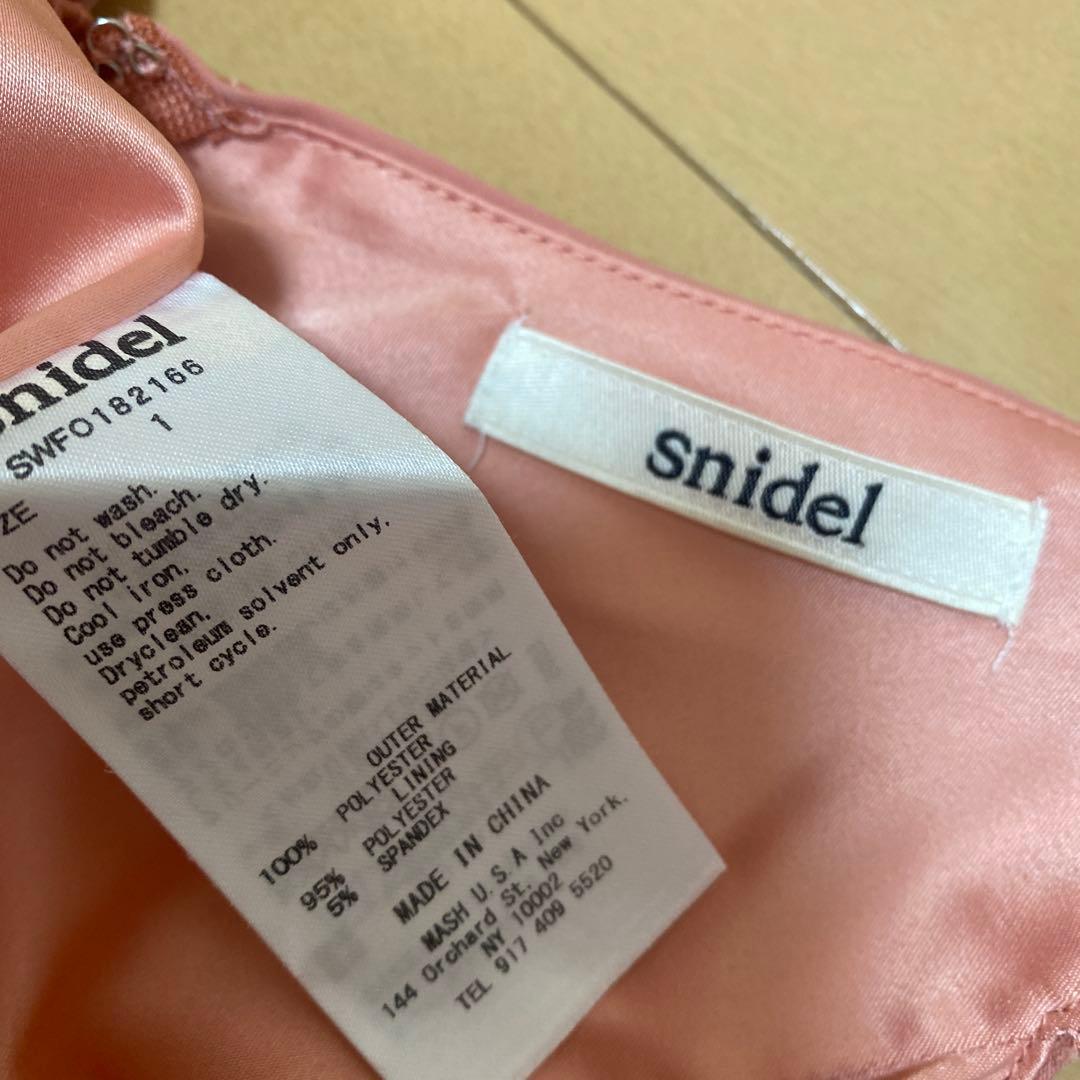 snidel
SWFO182166
ZE 1
Do not wash.
Do not bleach.
Do not tumble dry.
Cool iron.
use press cloth.
Dryclean.
petroleum solvent only,
short cycle.
OUTER MATERIAL
100% POLYESTER
LINING
95% POLYESTER
5% SPANDEX
MADE IN CHINA
MASH U.S.A Inc
144 Orchard St. New York.
NY 10002
TEL 917 409 5520
snidel